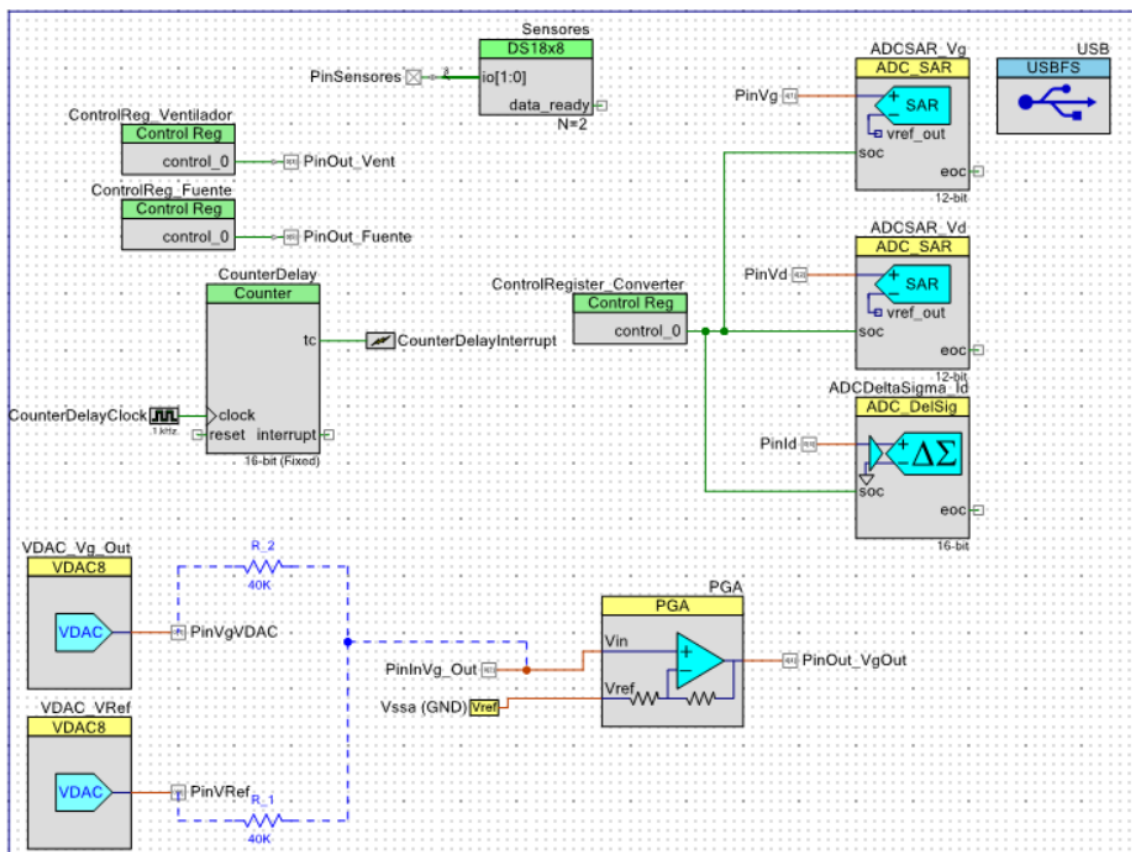 Sensores
DS18x8
PinSensores
io[1:0]
data_ready
N=2
ADCSAR_Vg
ADC_SAR
PinVg
SAR
vref_out
soc
eoc
12-bit
USB
USBFS
ControlReg_Ventilador
Control Reg
control_0
PinOut_Vent
ControlReg_Fuente
Control Reg
control_0
PinOut_Fuente
ADCSAR_Vd
ADC_SAR
PinVd
SAR
vref_out
soc
eoc
12-bit
CounterDelay
Counter
tc
CounterDelayInterrupt
CounterDelayClock
1 kHz
clock
reset
interrupt
16-bit (Fixed)
ControlRegister_Converter
Control Reg
control_0
ADCDeltaSigma_Id
ADC_DelSig
PinId
ΔΣ
soc
eoc
16-bit
VDAC_Vg_Out
VDAC8
VDAC
PinVgVDAC
R_2
40K
PGA
PGA
Vin
PinInVg_Out
Vref
Vssa (GND)
Vref
PinOut_VgOut
VDAC_VRef
VDAC8
VDAC
PinVRef
R_1
40K